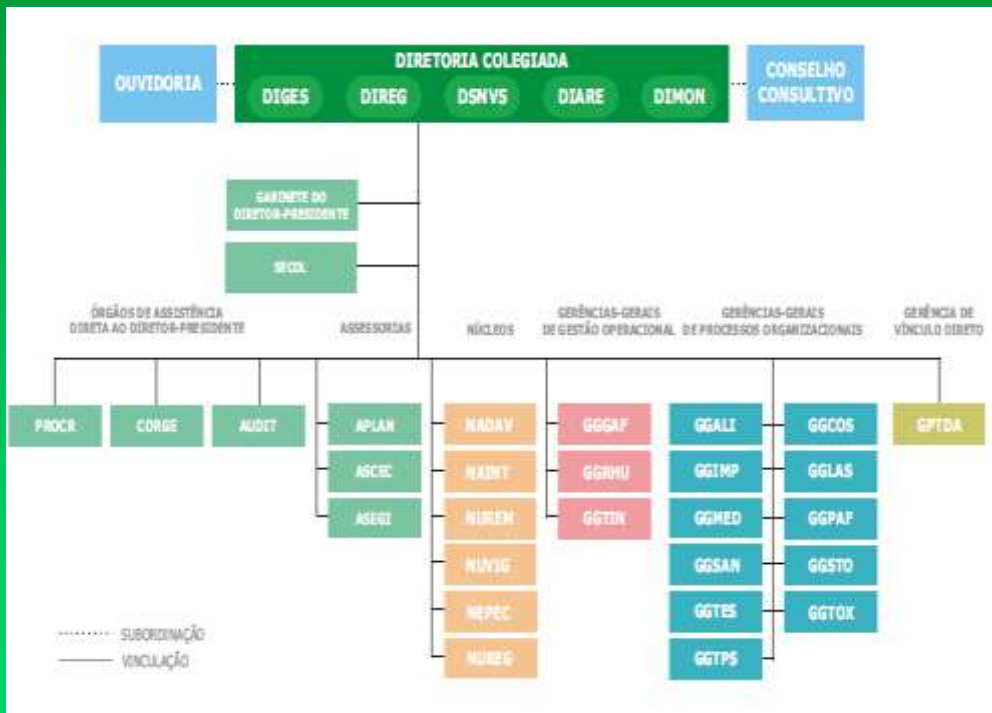 DIRETORIA COLEGIADA
OUVIDORIA
DIGES
DIREG
DSNVS
DIARE
DIMON
CONSELHO
CONSULTIVO
GABINETE DO
DIRETOR-PRESIDENTE
SECOL
ÓRGÃOS DE ASSISTÊNCIA
DIRETA AO DIRETOR-PRESIDENTE
ASSESSORIAS
NÚCLEOS
GERÊNCIAS-GERAIS
DE GESTÃO OPERACIONAL
GERÊNCIAS-GERAIS
DE PROCESSOS ORGANIZACIONAIS
GERÊNCIA DE
VÍNCULO DIRETO
PROCR
CORGE
AUDIT
APLAN
ASCEC
ASEGI
NADAV
NAINT
NUREM
NUVIG
NEPEC
NUREG
GGGAF
GGRHU
GGTIN
GGALI
GGIMP
GGMED
GGSAN
GGTES
GGTPS
GGCOS
GGLAS
GGPAF
GGSTO
GGTOX
GPTDA
SUBORDINAÇÃO
VINCULAÇÃO